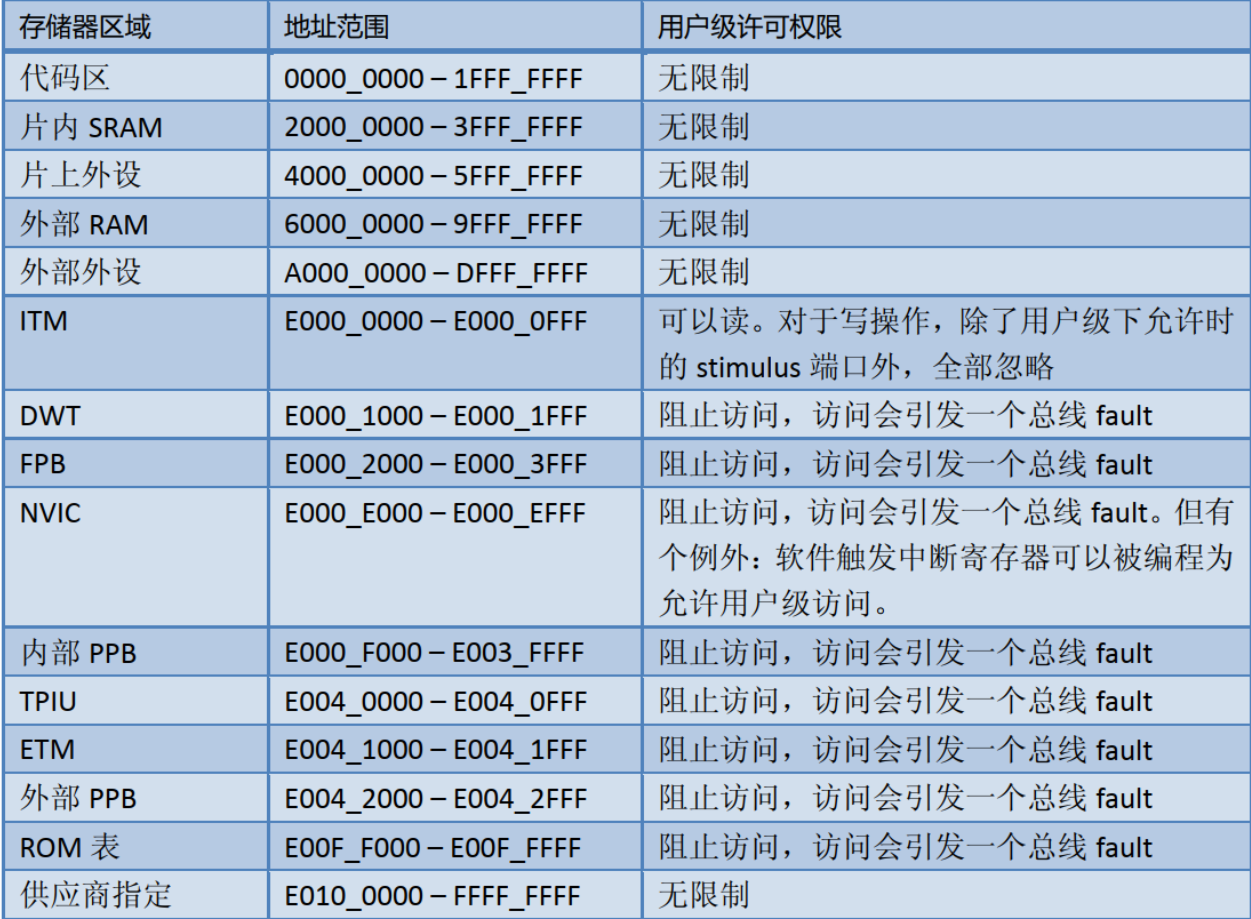 存储器区域 地址范围 用户级许可权限
代码区 0000_0000 – 1FFF_FFFF 无限制
片内 SRAM 2000_0000 – 3FFF_FFFF 无限制
片上外设 4000_0000 – 5FFF_FFFF 无限制
外部 RAM 6000_0000 – 9FFF_FFFF 无限制
外部外设 A000_0000 – DFFF_FFFF 无限制
ITM E000_0000 – E000_0FFF 可以读。对于写操作，除了用户级下允许时
的 stimulus 端口外，全部忽略
DWT E000_1000 – E000_1FFF 阻止访问，访问会引发一个总线 fault
FPB E000_2000 – E000_3FFF 阻止访问，访问会引发一个总线 fault
NVIC E000_E000 – E000_EFFF 阻止访问，访问会引发一个总线 fault。但有
个例外：软件触发中断寄存器可以被编程为
允许用户级访问。
内部 PPB E000_F000 – E003_FFFF 阻止访问，访问会引发一个总线 fault
TPIU E004_0000 – E004_0FFF 阻止访问，访问会引发一个总线 fault
ETM E004_1000 – E004_1FFF 阻止访问，访问会引发一个总线 fault
外部 PPB E004_2000 – E004_2FFF 阻止访问，访问会引发一个总线 fault
ROM 表 E00F_F000 – E00F_FFFF 阻止访问，访问会引发一个总线 fault
供应商指定 E010_0000 – FFFF_FFFF 无限制